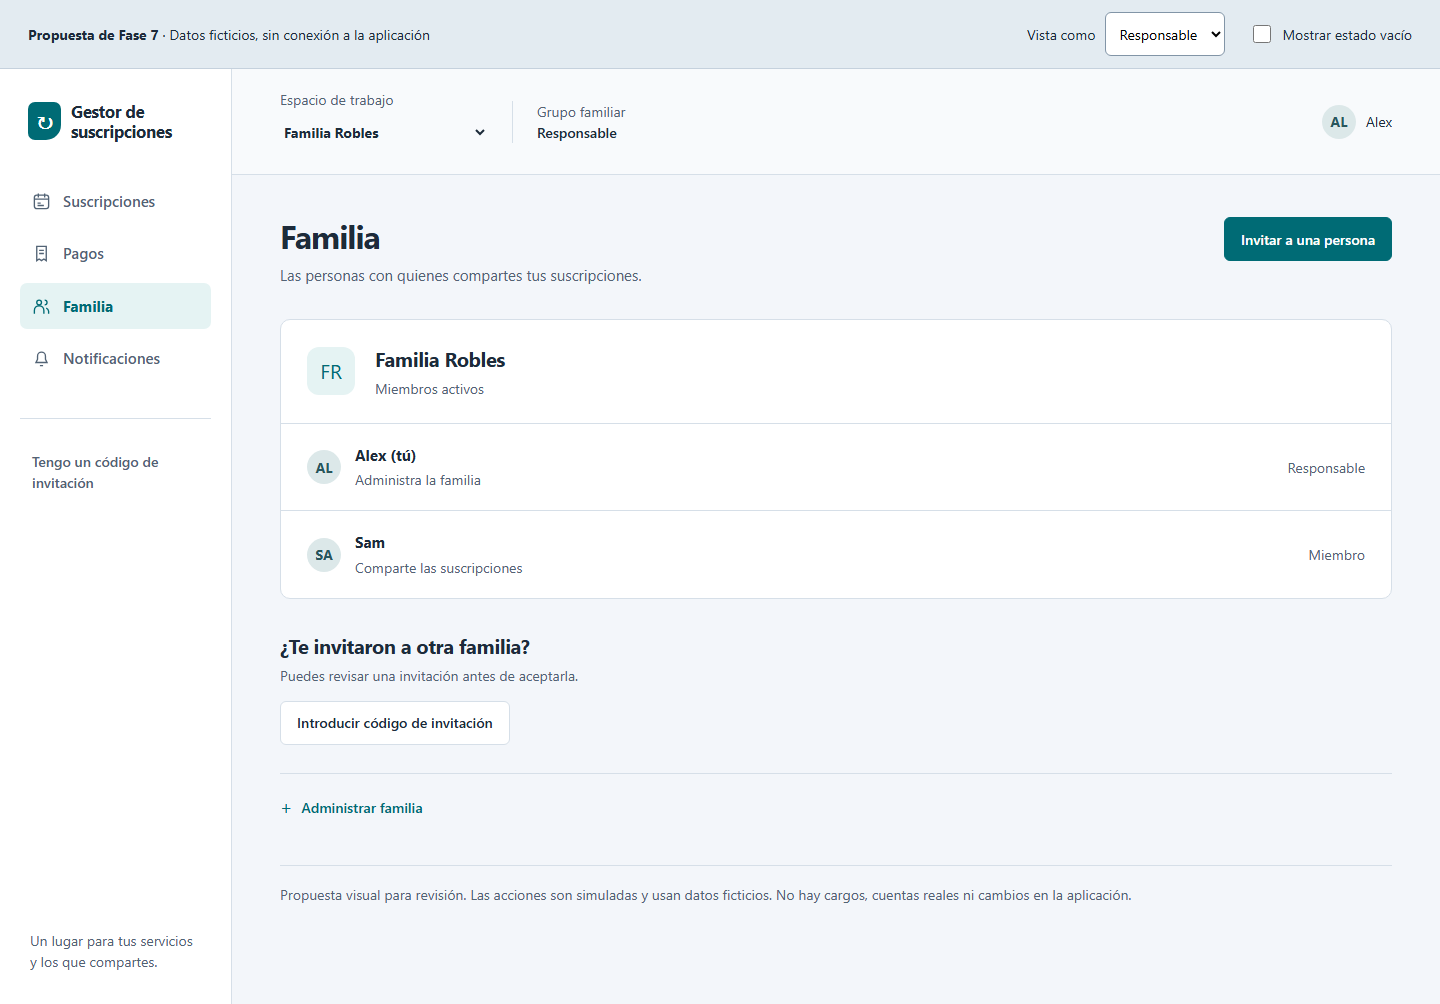 Propuesta de Fase 7 · Datos ficticios, sin conexión a la aplicación
Vista como
Responsable
Mostrar estado vacío
Gestor de
suscripciones
Suscripciones
Pagos
Familia
Notificaciones
Tengo un código de
invitación
Un lugar para tus servicios
y los que compartes.
Espacio de trabajo
Familia Robles
Grupo familiar
Responsable
AL
Alex
Familia
Las personas con quienes compartes tus suscripciones.
Invitar a una persona
FR
Familia Robles
Miembros activos
AL
Alex (tú)
Administra la familia
Responsable
SA
Sam
Comparte las suscripciones
Miembro
¿Te invitaron a otra familia?
Puedes revisar una invitación antes de aceptarla.
Introducir código de invitación
+ Administrar familia
Propuesta visual para revisión. Las acciones son simuladas y usan datos ficticios. No hay cargos, cuentas reales ni cambios en la aplicación.